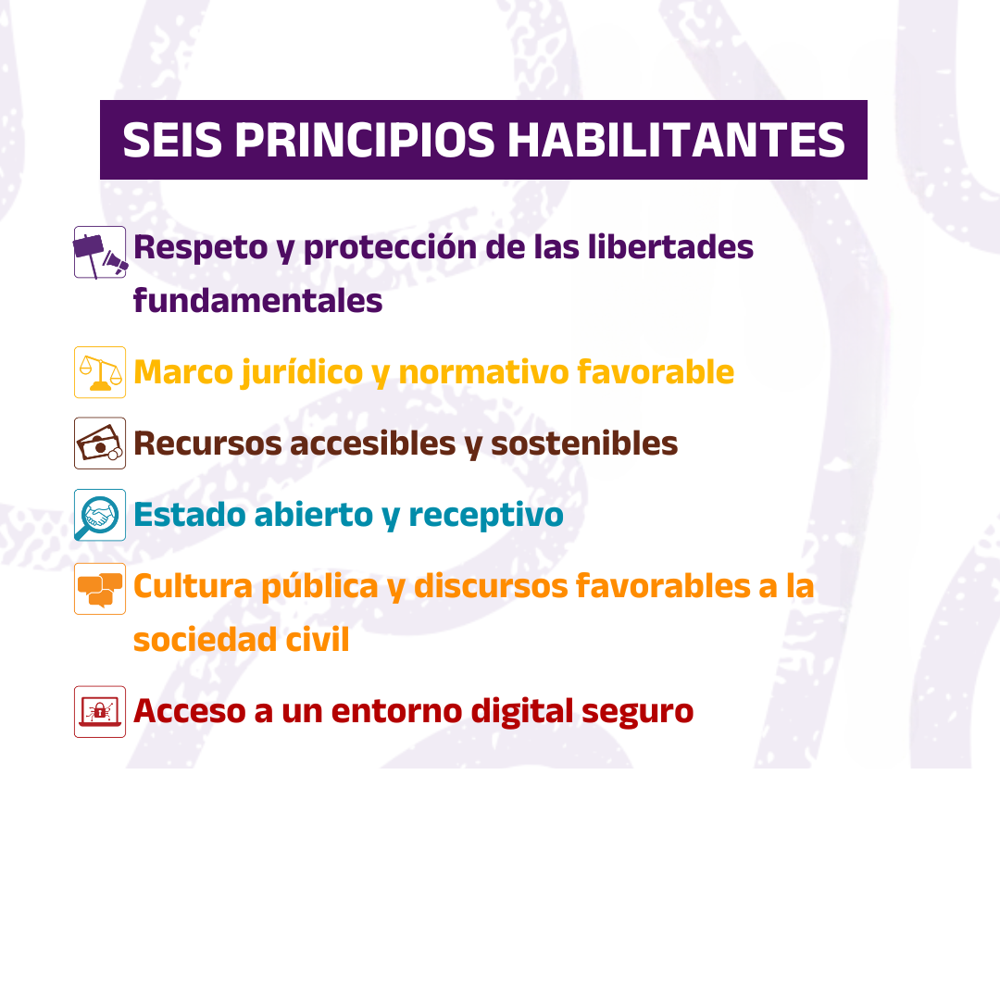 SEIS PRINCIPIOS HABILITANTES
Respeto y protección de las libertades
fundamentales
Marco jurídico y normativo favorable
Recursos accesibles y sostenibles
Estado abierto y receptivo
Cultura pública y discursos favorables a la
sociedad civil
Acceso a un entorno digital seguro